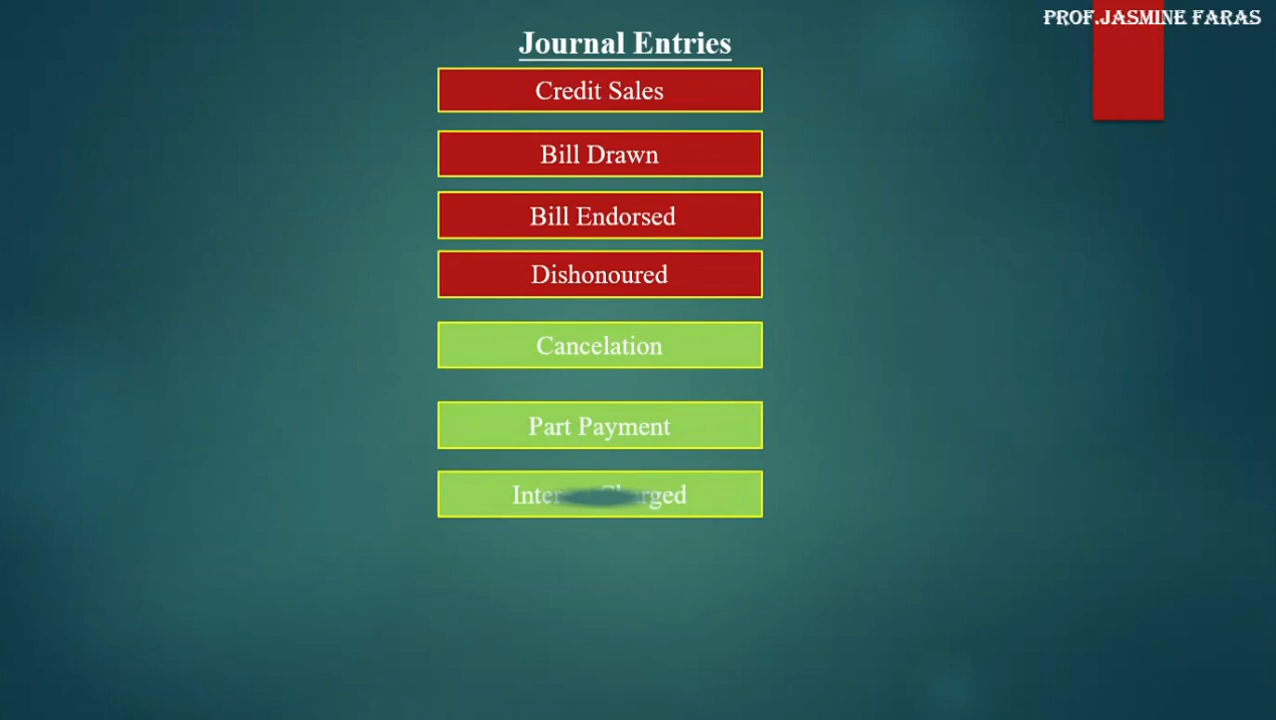 PROF.JASMINE FARAS
Journal Entries
Credit Sales
Bill Drawn
Bill Endorsed
Dishonoured
Cancelation
Part Payment